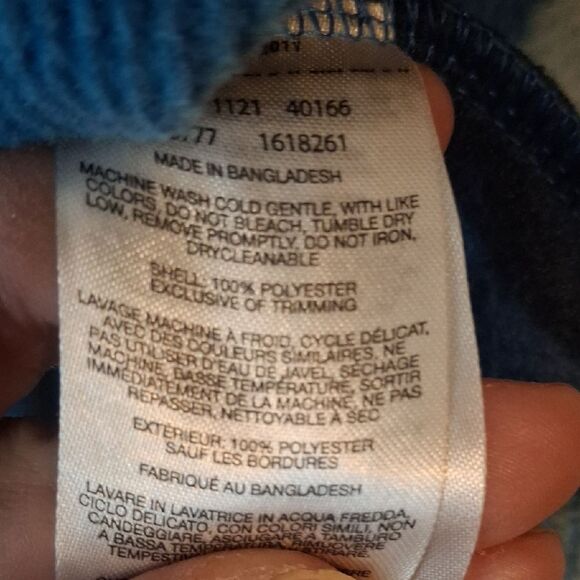 2011
1121 40166
77 1618261
MADE IN BANGLADESH
MACHINE WASH COLD GENTLE, WITH LIKE
COLORS, DO NOT BLEACH, TUMBLE DRY
LOW, REMOVE PROMPTLY, DO NOT IRON,
DRYCLEANABLE
SHELL: 100% POLYESTER
EXCLUSIVE OF TRIMMING
LAVAGE MACHINE À FROID, CYCLE DÉLICAT,
AVEC DES COULEURS SIMILAIRES, NE
PAS UTILISER D'EAU DE JAVEL, SÉCHAGE
MACHINE, BASSE TEMPÉRATURE, SORTIR
IMMÉDIATEMENT DE LA MACHINE, NE PAS
REPASSER, NETTOYABLE À SEC
EXTÉRIEUR: 100% POLYESTER
SAUF LES BORDURES
FABRIQUÉ AU BANGLADESH
LAVARE IN LAVATRICE IN ACQUA FREDDA,
CICLO DELICATO, CON COLORI SIMILI, NON
CANDEGGIARE, ASCIUGARE A TAMBURO
A BASSA TEMPERATURA, RIMUOVERE